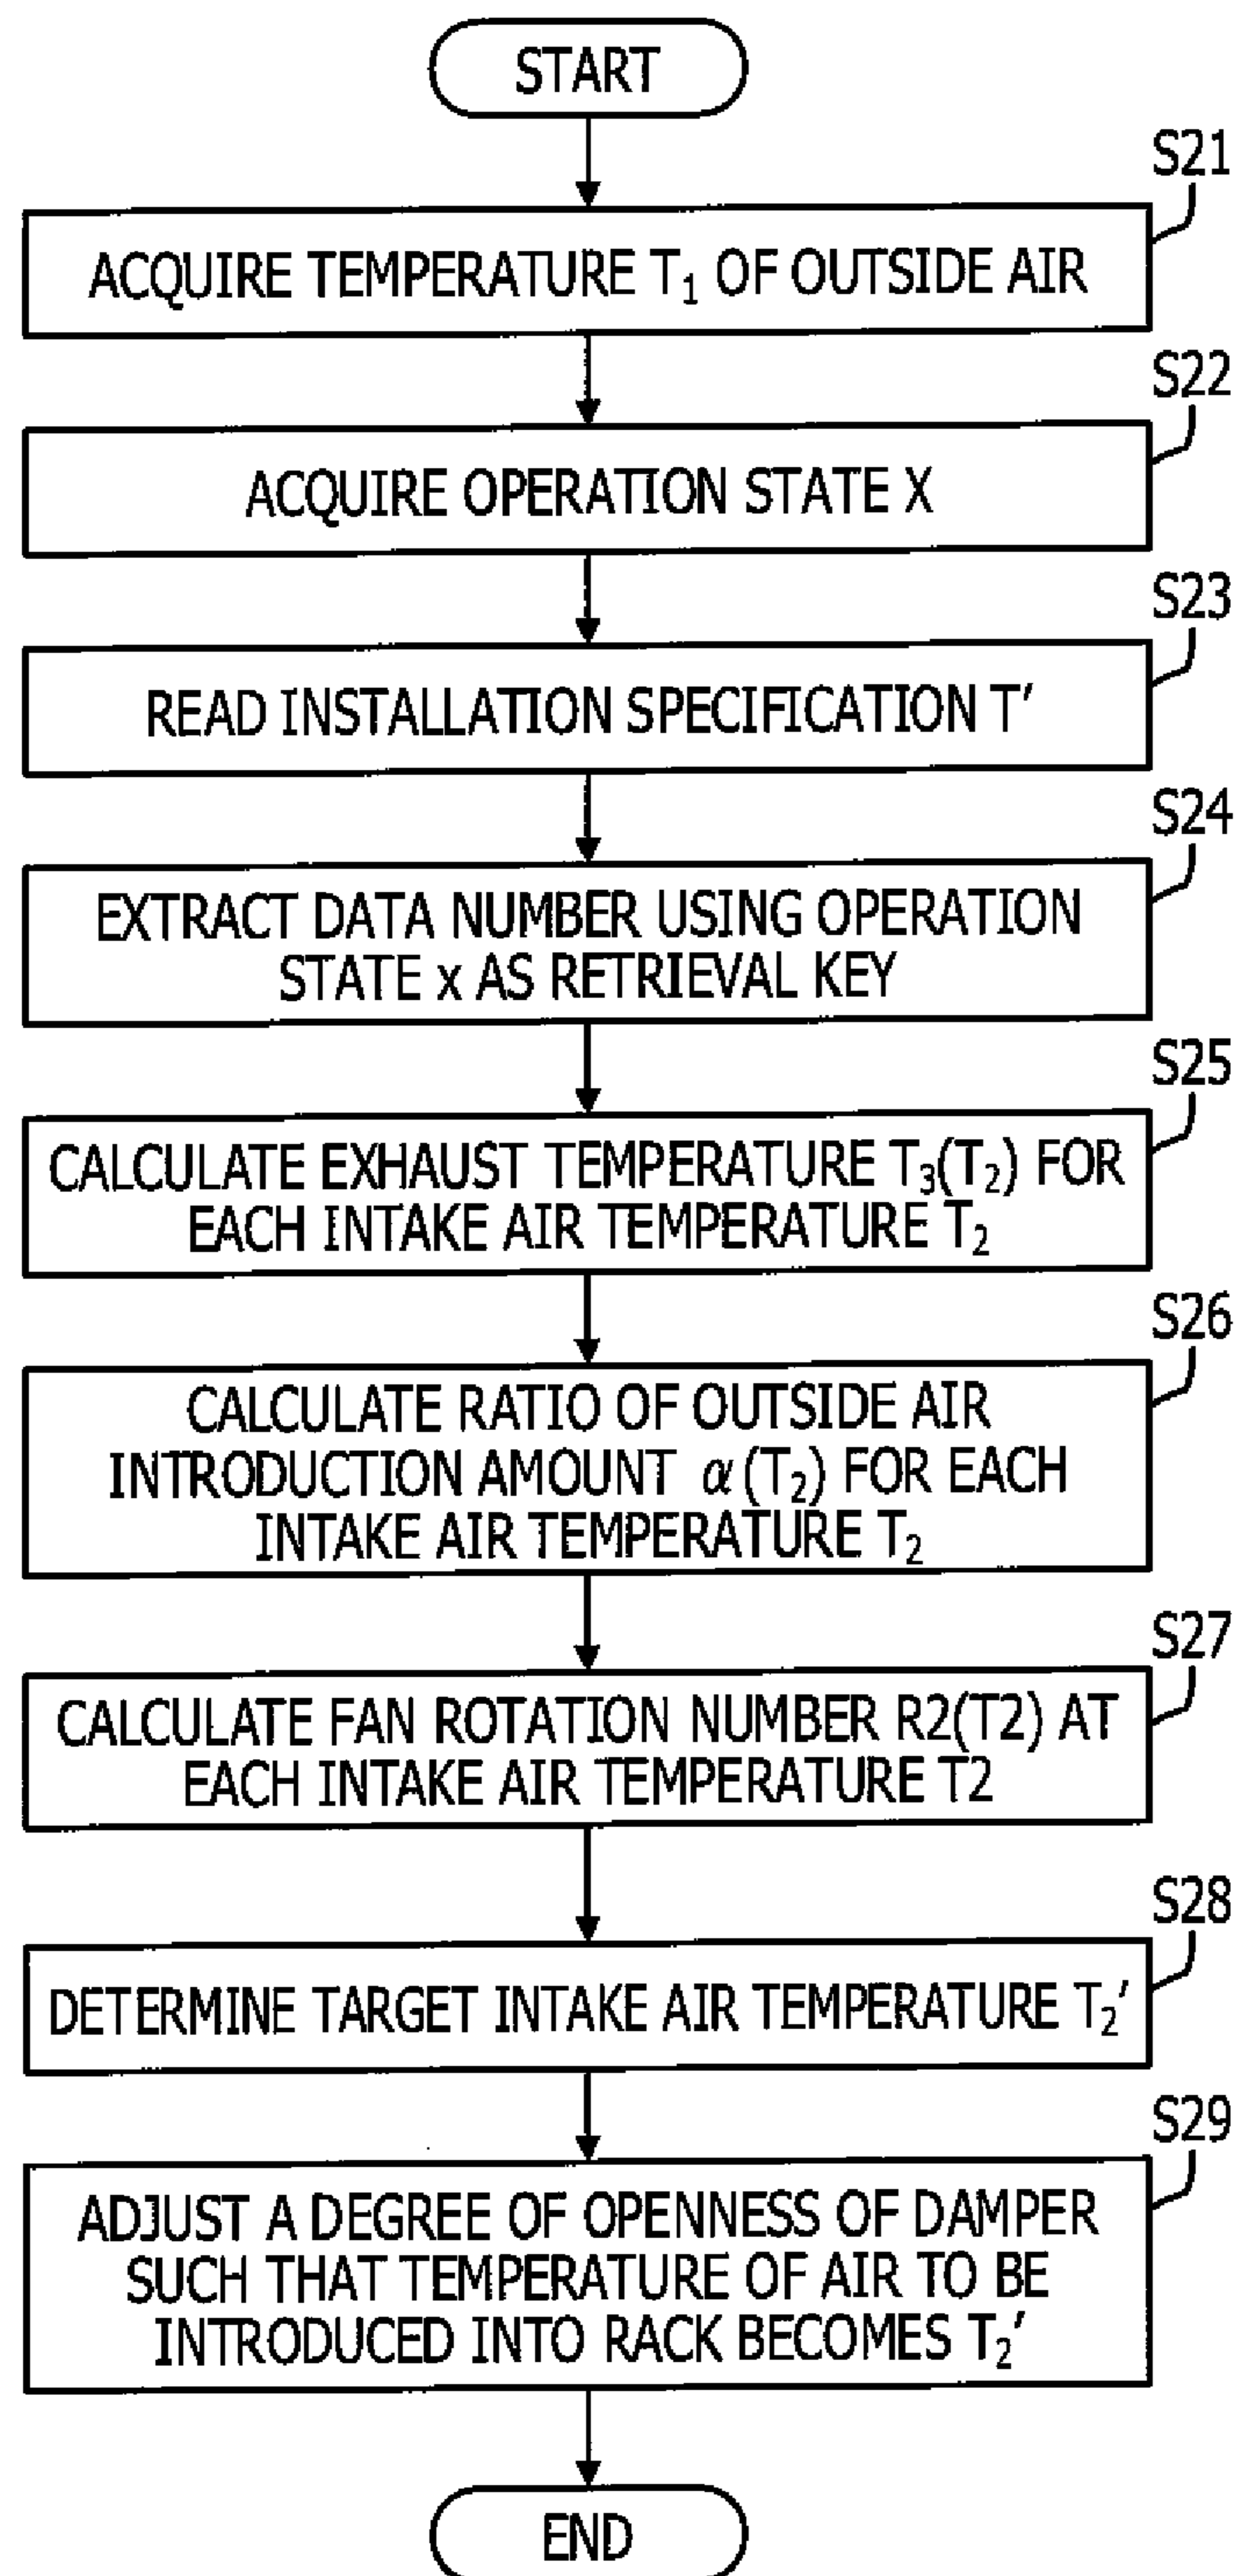 START
S21
ACQUIRE TEMPERATURE T₁ OF OUTSIDE AIR
S22
ACQUIRE OPERATION STATE X
S23
READ INSTALLATION SPECIFICATION T'
S24
EXTRACT DATA NUMBER USING OPERATION
STATE x AS RETRIEVAL KEY
S25
CALCULATE EXHAUST TEMPERATURE T₃(T₂) FOR
EACH INTAKE AIR TEMPERATURE T₂
S26
CALCULATE RATIO OF OUTSIDE AIR
INTRODUCTION AMOUNT α(T₂) FOR EACH
INTAKE AIR TEMPERATURE T₂
S27
CALCULATE FAN ROTATION NUMBER R2(T2) AT
EACH INTAKE AIR TEMPERATURE T2
S28
DETERMINE TARGET INTAKE AIR TEMPERATURE T₂'
S29
ADJUST A DEGREE OF OPENNESS OF DAMPER
SUCH THAT TEMPERATURE OF AIR TO BE
INTRODUCED INTO RACK BECOMES T₂'
END